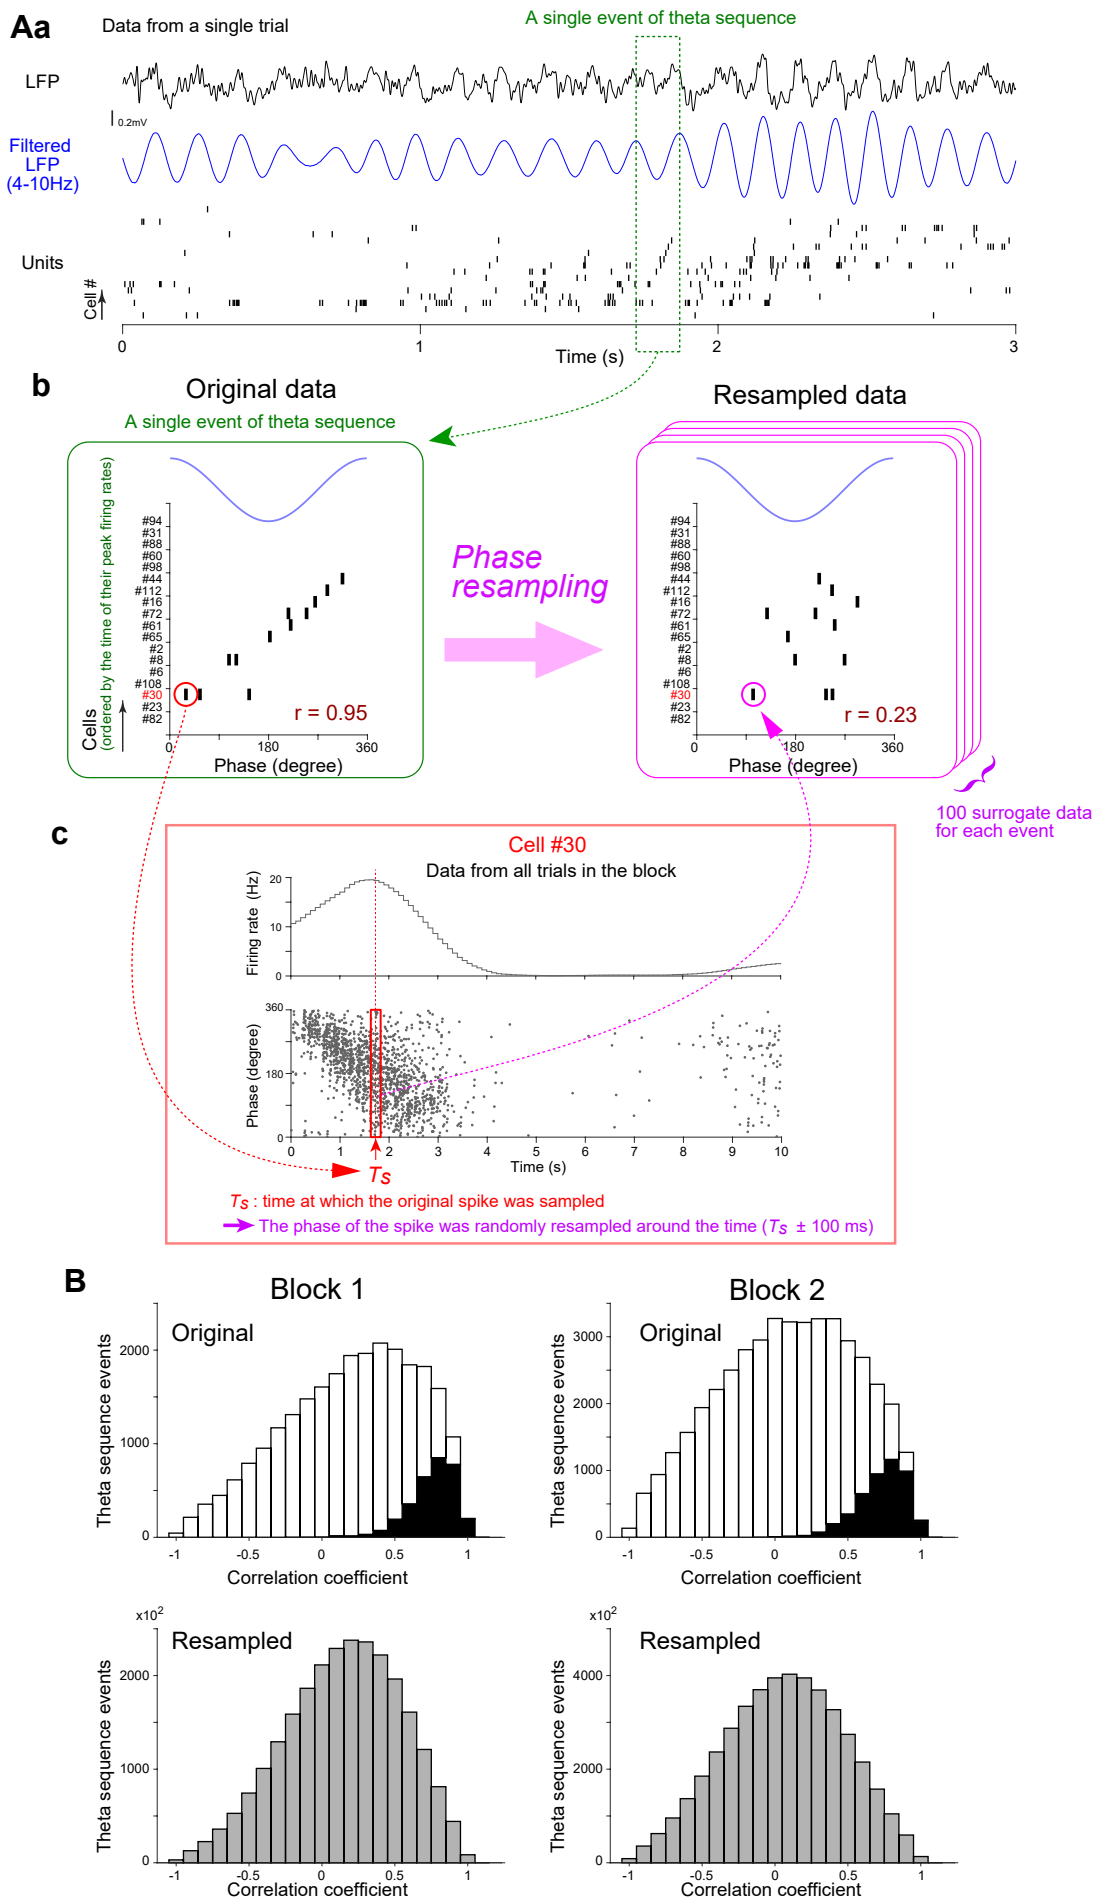 Aa
Data from a single trial
A single event of theta sequence
LFP
0.2mV
Filtered
LFP
(4-10Hz)
Units
Cell #
0 1 2 3
Time (s)
b
Original data
A single event of theta sequence
Cells
(ordered by the time of their peak firing rates)
#94
#31
#88
#60
#98
#44
#112
#16
#72
#61
#65
#2
#8
#6
#108
#30
#23
#82
r = 0.95
0 180 360
Phase (degree)
Phase
resampling
Resampled data
#94
#31
#88
#60
#98
#44
#112
#16
#72
#61
#65
#2
#8
#6
#108
#30
#23
#82
r = 0.23
0 180 360
Phase (degree)
100 surrogate data
for each event
c
Cell #30
Data from all trials in the block
Firing rate (Hz)
20
10
0
Phase (degree)
360
180
0
0 1 2 3 4 5 6 7 8 9 10
Time (s)
Ts
Ts : time at which the original spike was sampled
The phase of the spike was randomly resampled around the time (Ts ± 100 ms)
B
Block 1
Original
Theta sequence events
2000
1000
0
-1 -0.5 0 0.5 1
Correlation coefficient
Block 2
Original
Theta sequence events
3000
2000
1000
0
-1 -0.5 0 0.5 1
Correlation coefficient
x10²
Resampled
Theta sequence events
2000
1000
0
-1 -0.5 0 0.5 1
Correlation coefficient
x10²
Resampled
Theta sequence events
4000
2000
0
-1 -0.5 0 0.5 1
Correlation coefficient